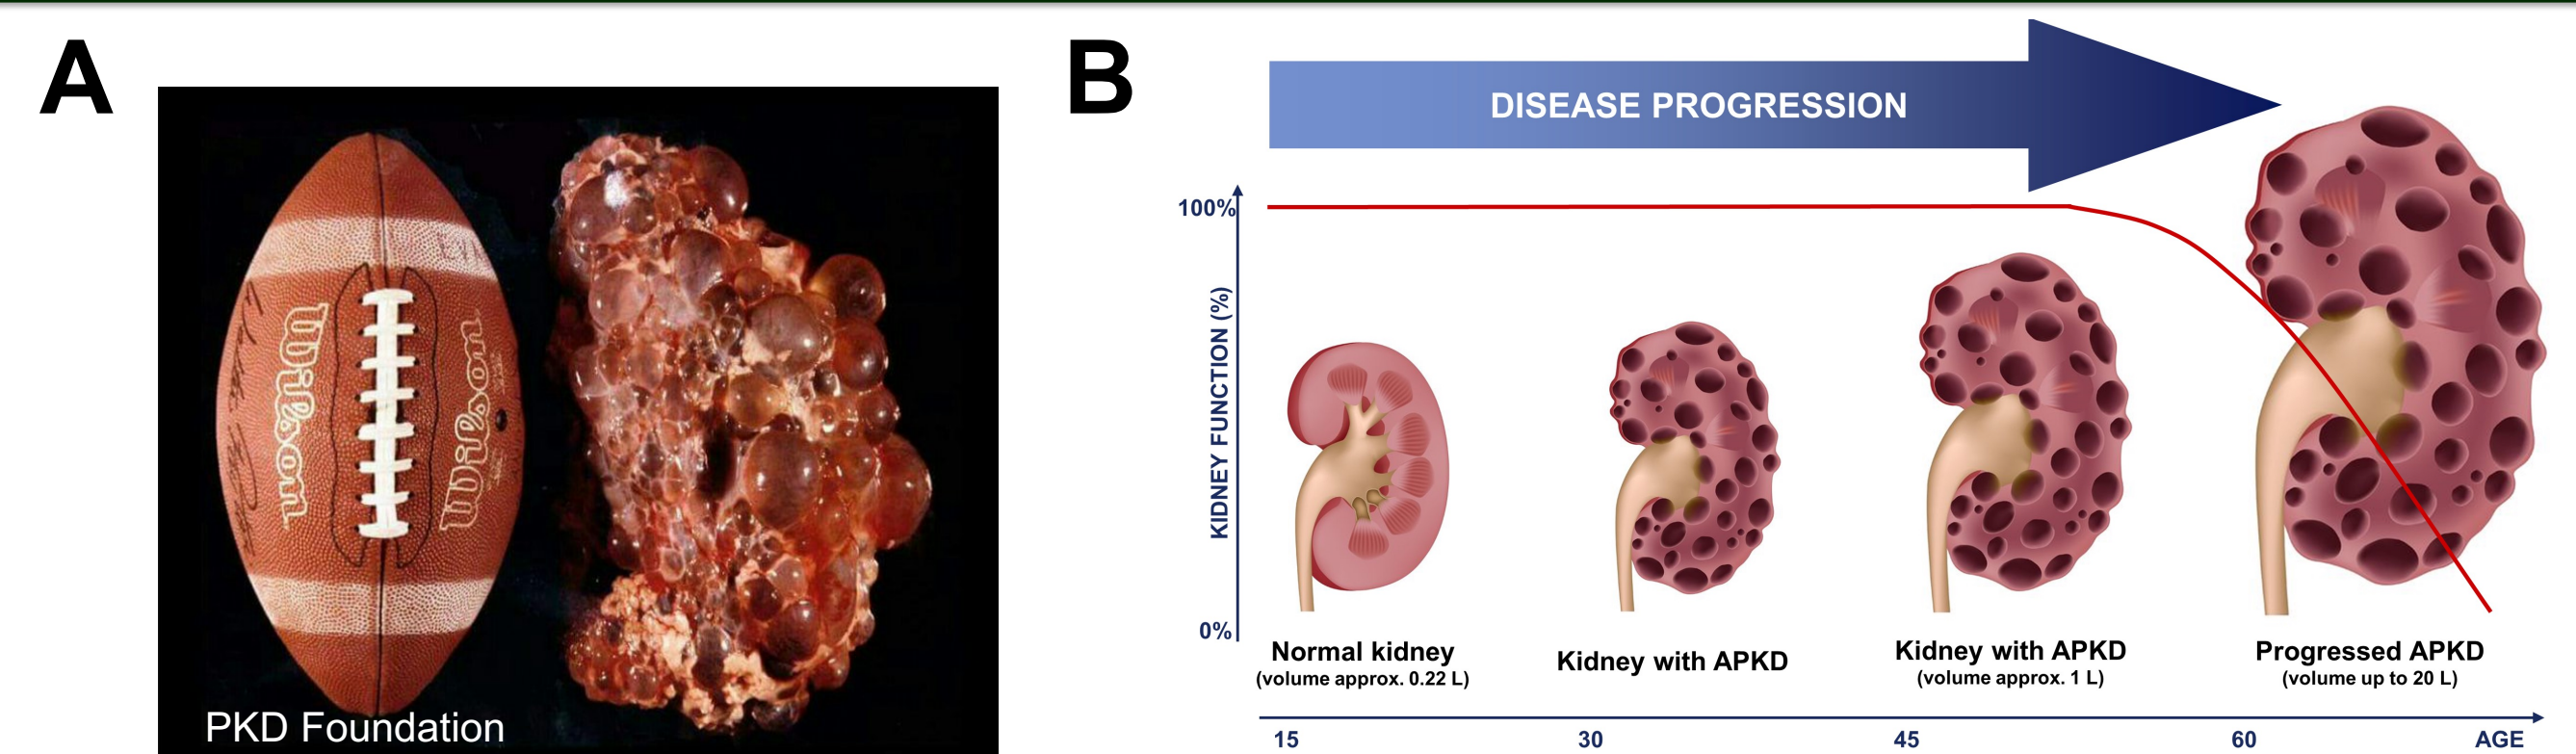 A
Wilson
Wilson
PKD Foundation
B
DISEASE PROGRESSION
100%
KIDNEY FUNCTION (%)
0%
Normal kidney
(volume approx. 0.22 L)
Kidney with APKD
Kidney with APKD
(volume approx. 1 L)
Progressed APKD
(volume up to 20 L)
15
30
45
60
AGE